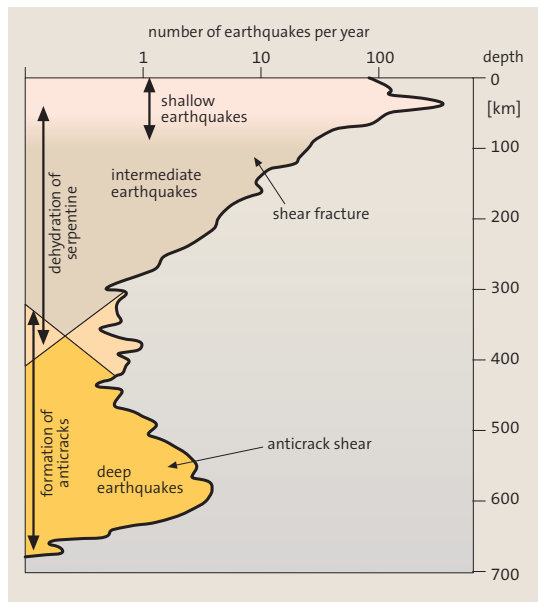 number of earthquakes per year
1 10 100
depth
0
[km]
100
200
300
400
500
600
700
shallow
earthquakes
intermediate
earthquakes
dehydration of
serpentine
shear fracture
formation of
anticracks
anticrack shear
deep
earthquakes